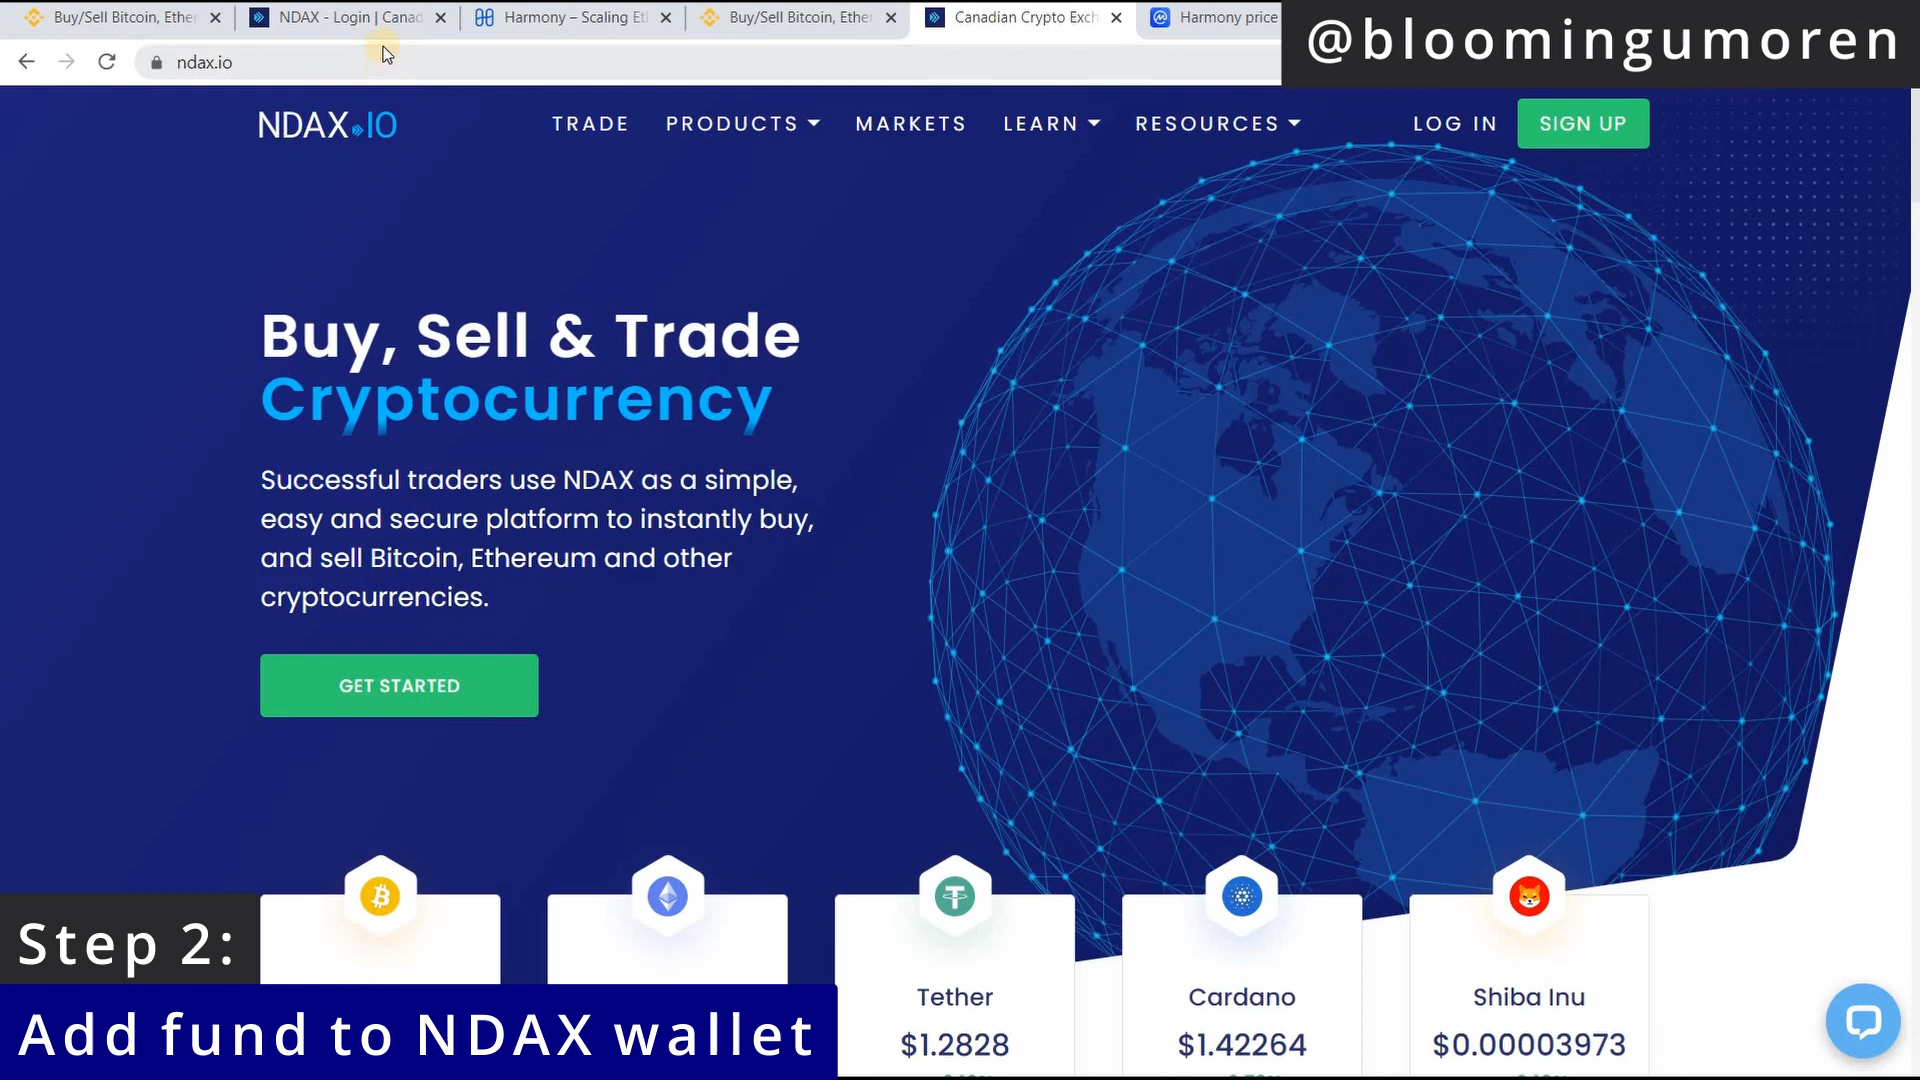 Buy/Sell Bitcoin, Ether
NDAX - Login | Canad
Harmony – Scaling Et
Buy/Sell Bitcoin, Ether
Canadian Crypto Exch
Harmony price
@bloomingumoren
ndax.io
NDAX.IO
TRADE
PRODUCTS
MARKETS
LEARN
RESOURCES
LOG IN
SIGN UP
Buy, Sell & Trade
Cryptocurrency
Successful traders use NDAX as a simple,
easy and secure platform to instantly buy,
and sell Bitcoin, Ethereum and other
cryptocurrencies.
GET STARTED
Step 2:
Add fund to NDAX wallet
Tether
$1.2828
Cardano
$1.42264
Shiba Inu
$0.00003973